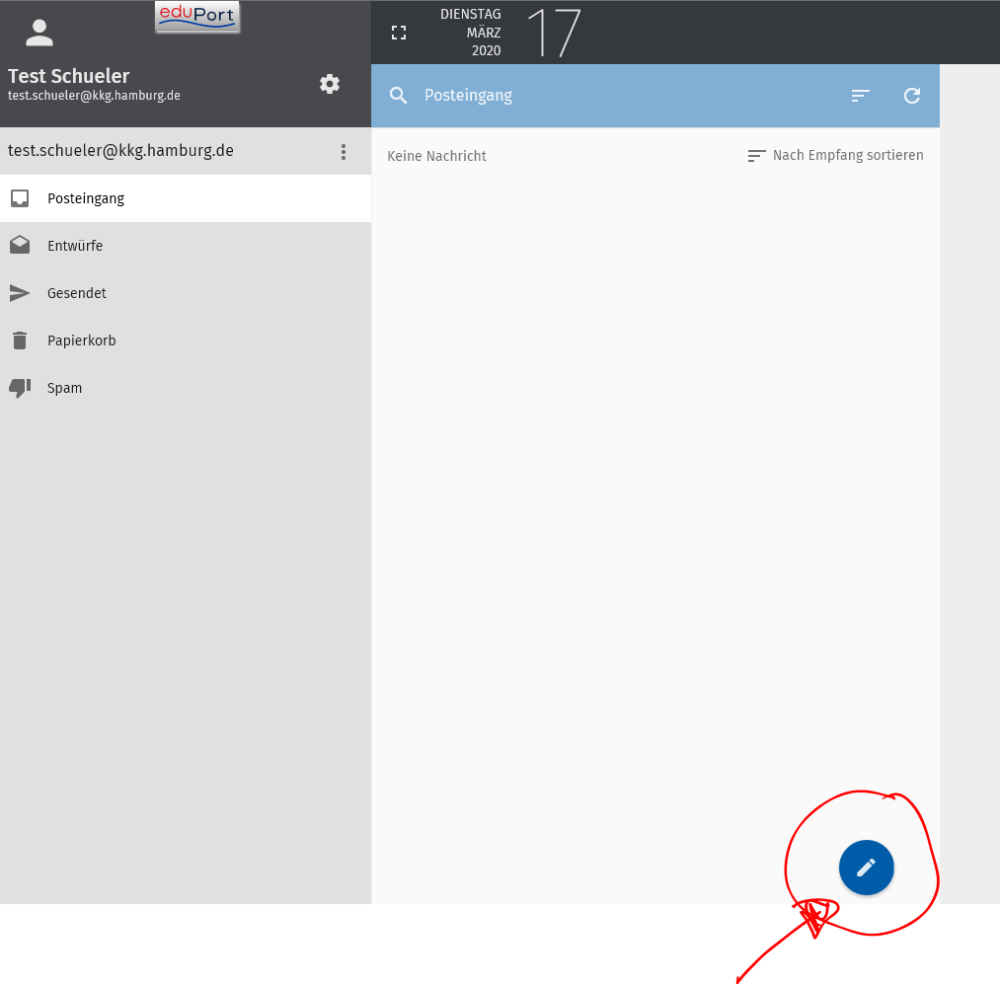 eduPort
Test Schueler
test.schueler@kkg.hamburg.de
test.schueler@kkg.hamburg.de
Posteingang
Entwürfe
Gesendet
Papierkorb
Spam
DIENSTAG
MÄRZ
2020
17
Posteingang
Keine Nachricht
Nach Empfang sortieren